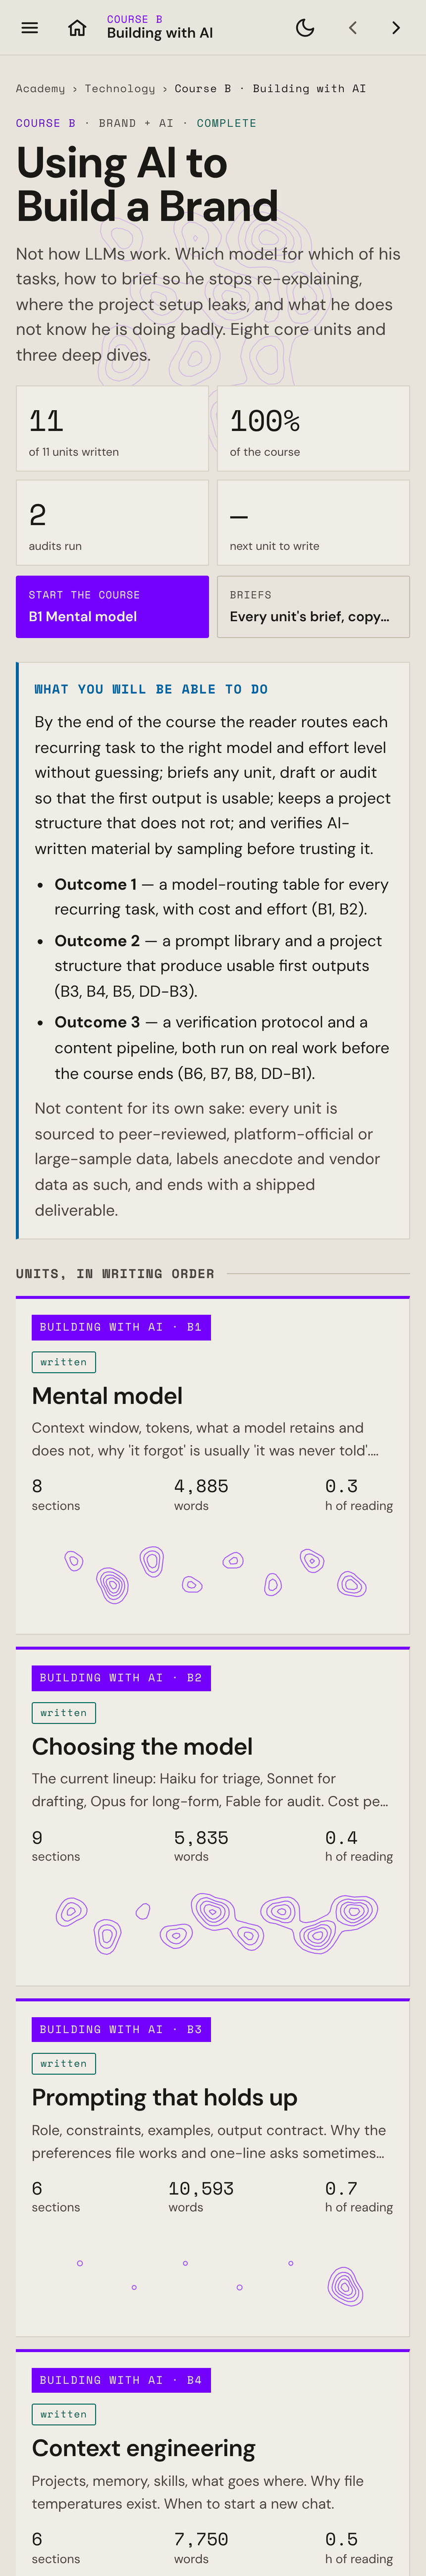 COURSE B
Building with AI
Academy › Technology › Course B · Building with AI
COURSE B · BRAND + AI · COMPLETE
Using AI to
Build a Brand
Not how LLMs work. Which model for which of his
tasks, how to brief so he stops re-explaining,
where the project setup leaks, and what he does
not know he is doing badly. Eight core units and
three deep dives.
11
of 11 units written
100%
of the course
2
audits run
—
next unit to write
START THE COURSE
B1 Mental model
BRIEFS
Every unit's brief, copy…
WHAT YOU WILL BE ABLE TO DO
By the end of the course the reader routes each
recurring task to the right model and effort level
without guessing; briefs any unit, draft or audit
so that the first output is usable; keeps a project
structure that does not rot; and verifies AI-
written material by sampling before trusting it.
• Outcome 1 — a model-routing table for every
recurring task, with cost and effort (B1, B2).
• Outcome 2 — a prompt library and a project
structure that produce usable first outputs
(B3, B4, B5, DD-B3).
• Outcome 3 — a verification protocol and a
content pipeline, both run on real work before
the course ends (B6, B7, B8, DD-B1).
Not content for its own sake: every unit is
sourced to peer-reviewed, platform-official or
large-sample data, labels anecdote and vendor
data as such, and ends with a shipped
deliverable.
UNITS, IN WRITING ORDER
BUILDING WITH AI · B1
written
Mental model
Context window, tokens, what a model retains and
does not, why 'it forgot' is usually 'it was never told'.…
8 4,885 0.3
sections words h of reading
BUILDING WITH AI · B2
written
Choosing the model
The current lineup: Haiku for triage, Sonnet for
drafting, Opus for long-form, Fable for audit. Cost pe…
9 5,835 0.4
sections words h of reading
BUILDING WITH AI · B3
written
Prompting that holds up
Role, constraints, examples, output contract. Why the
preferences file works and one-line asks sometimes…
6 10,593 0.7
sections words h of reading
BUILDING WITH AI · B4
written
Context engineering
Projects, memory, skills, what goes where. Why file
temperatures exist. When to start a new chat.
6 7,750 0.5
sections words h of reading